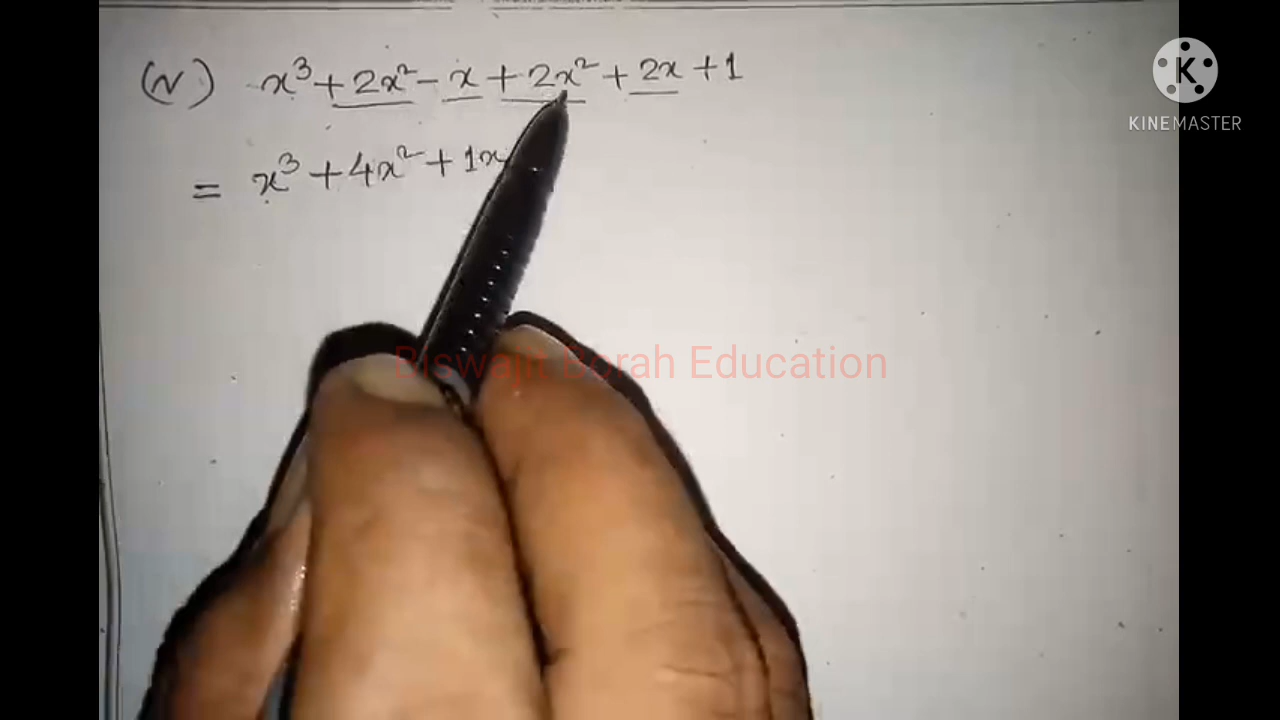 (N) x³ + 2x² - x + 2x² + 2x + 1
= x³ + 4x² + 1x
KINEMASTER
Biswajit Borah Education